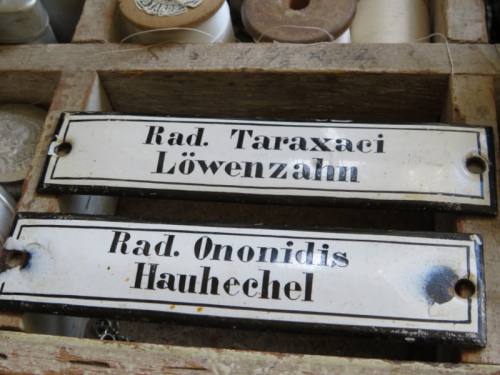 Rad. Taraxaci
Löwenzahn
Rad. Ononidis
Hauhechel